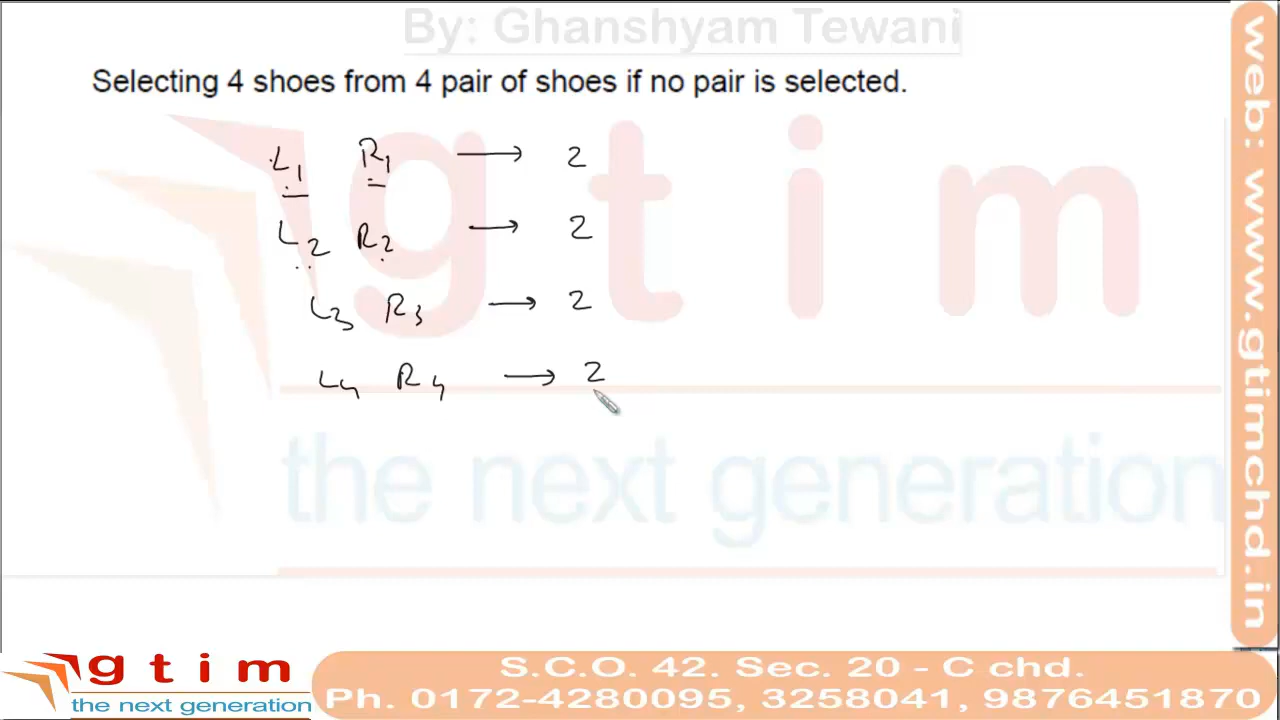 By: Ghanshyam Tewani
Selecting 4 shoes from 4 pair of shoes if no pair is selected.
L1 R1 → 2
L2 R2 → 2
L3 R3 → 2
L4 R4 → 2
gtim
the next generation
web: www.gtimchd.in
gtim
the next generation
S.C.O. 42. Sec. 20 - C chd.
Ph. 0172-4280095, 3258041, 9876451870